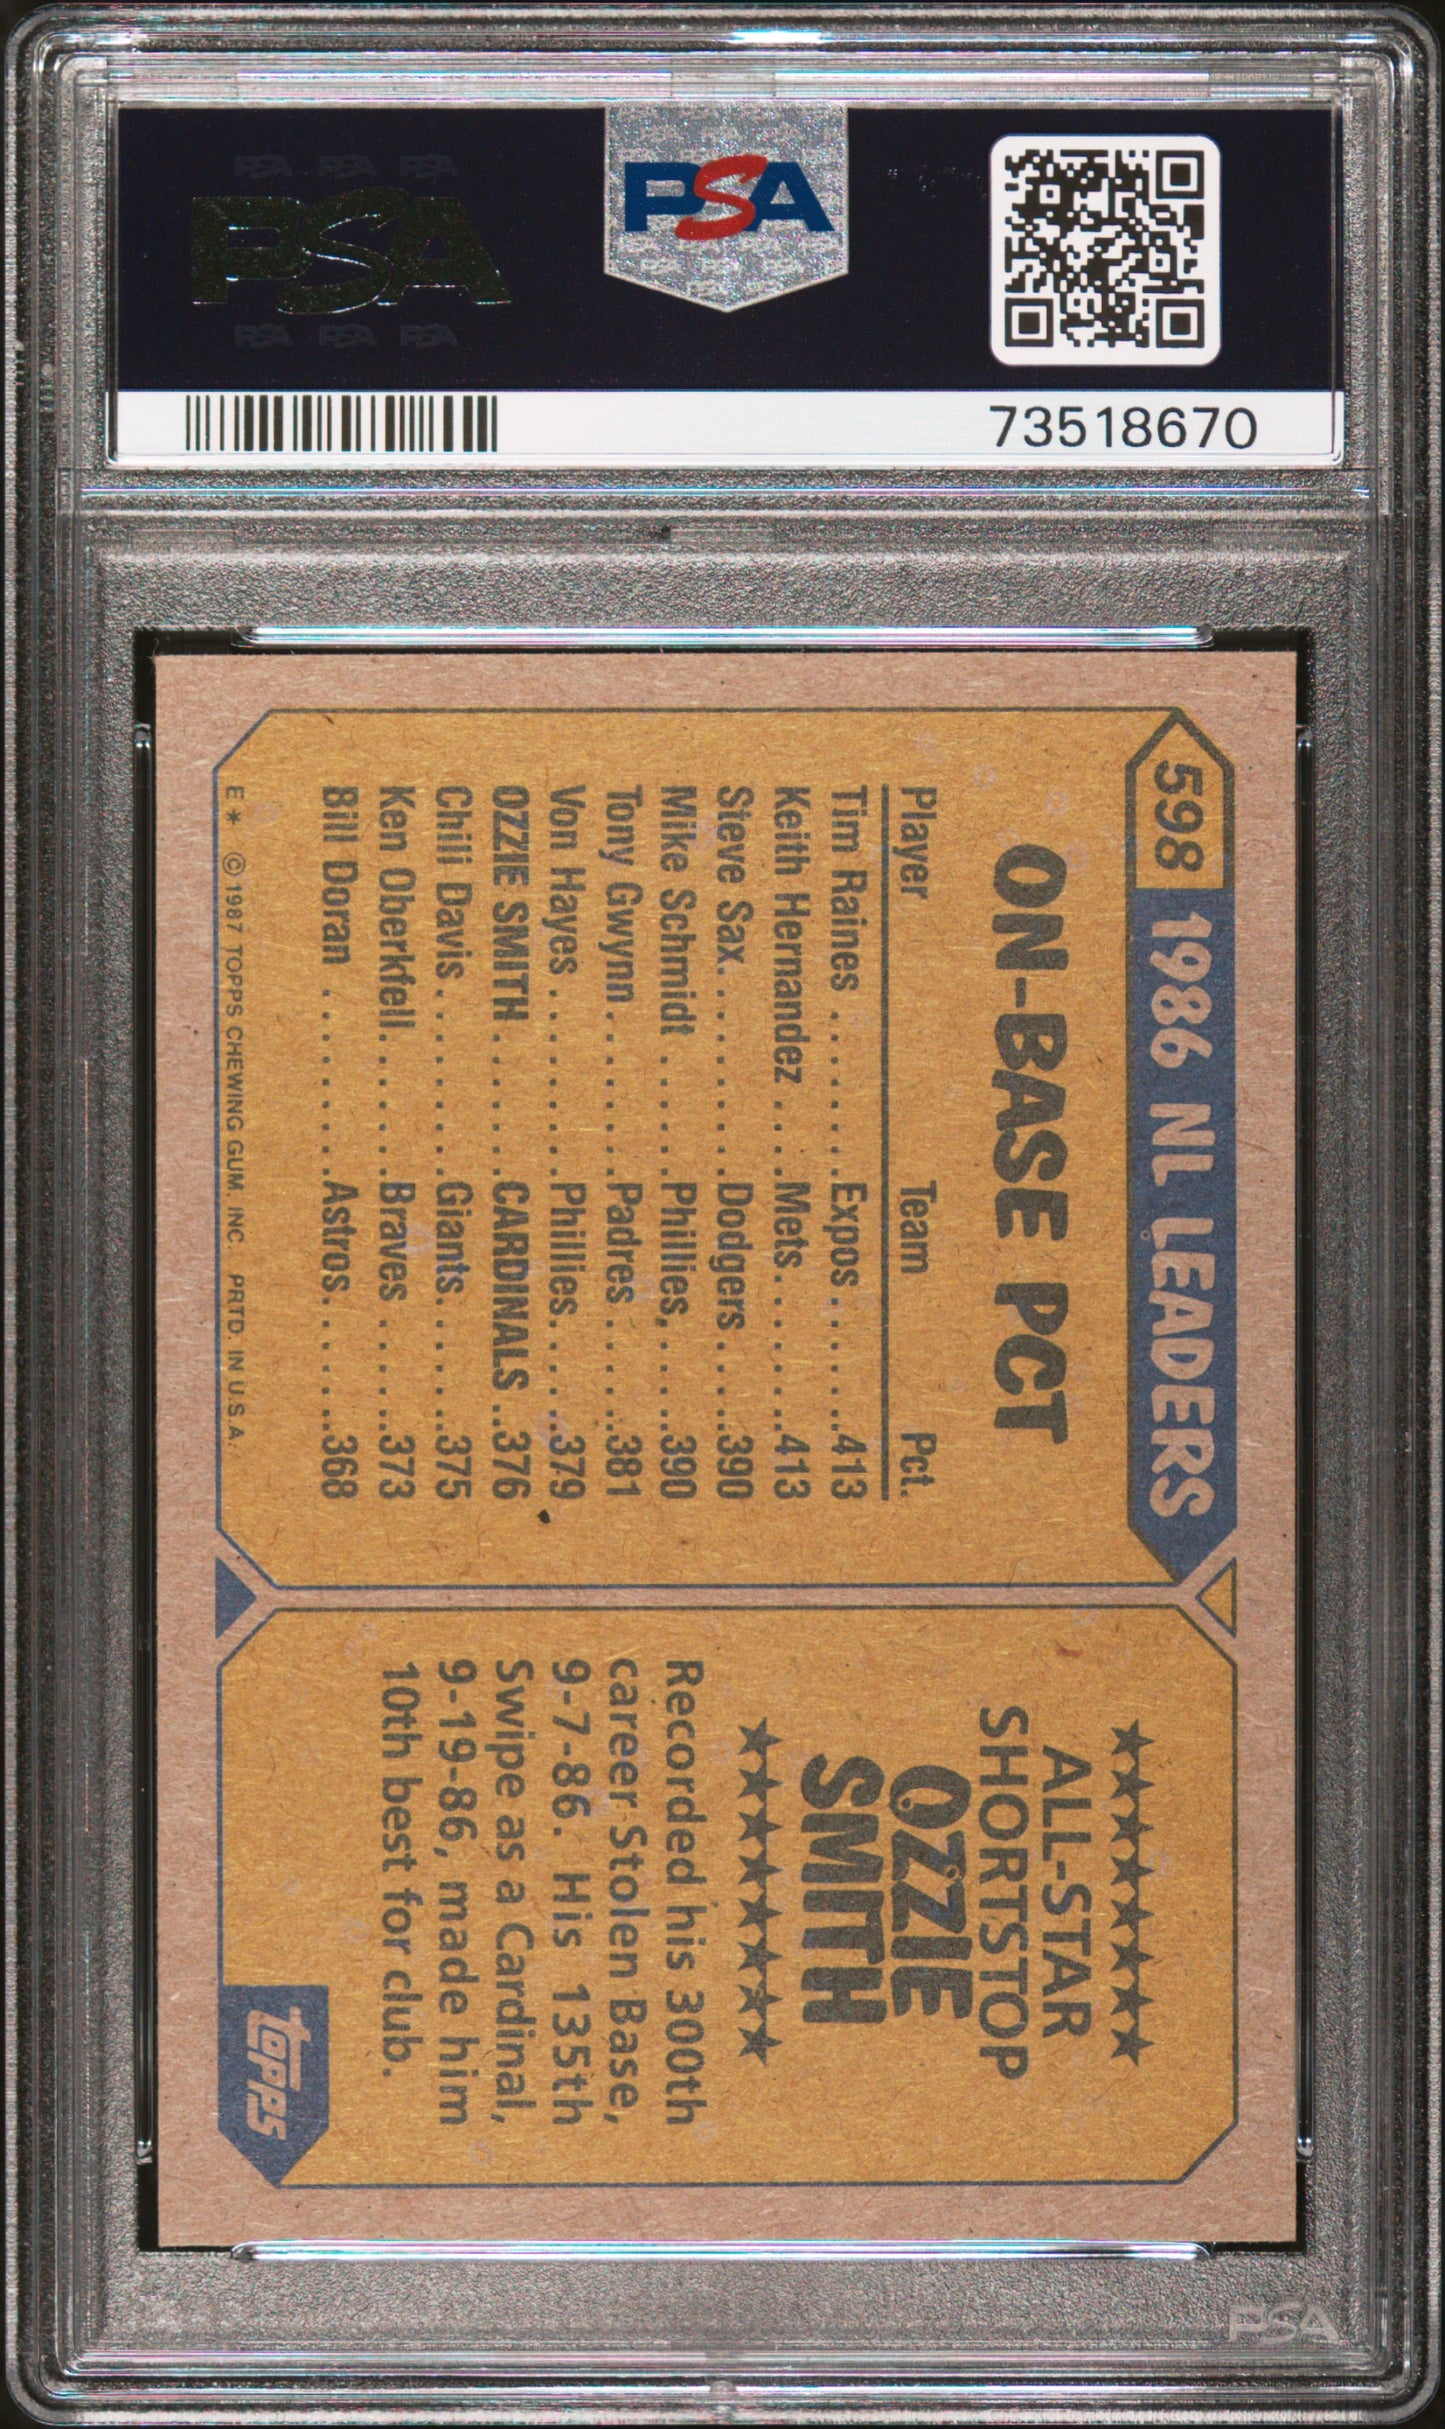 PSA PSA PSA
PSA
PSA PSA PSA
PSA
73518670
598 1986 NL LEADERS
ON-BASE PCT
Player Team Pct.
Tim Raines ........Expos ........413
Keith Hernandez ....Mets..........413
Steve Sax..........Dodgers ......390
Mike Schmidt .......Phillies.......390
Tony Gwynn.........Padres .......381
Von Hayes ..........Phillies.......379
OZZIE SMITH........CARDINALS ..376
Chili Davis..........Giants........375
Ken Oberkfell.......Braves .......373
Bill Doran ..........Astros........368
E* © 1987 TOPPS CHEWING GUM, INC. PRTD. IN U.S.A.
ALL-STAR
SHORTSTOP
OZZIE
SMITH
Recorded his 300th
career Stolen Base,
9-7-86. His 135th
Swipe as a Cardinal,
9-19-86, made him
10th best for club.
topps
PSA